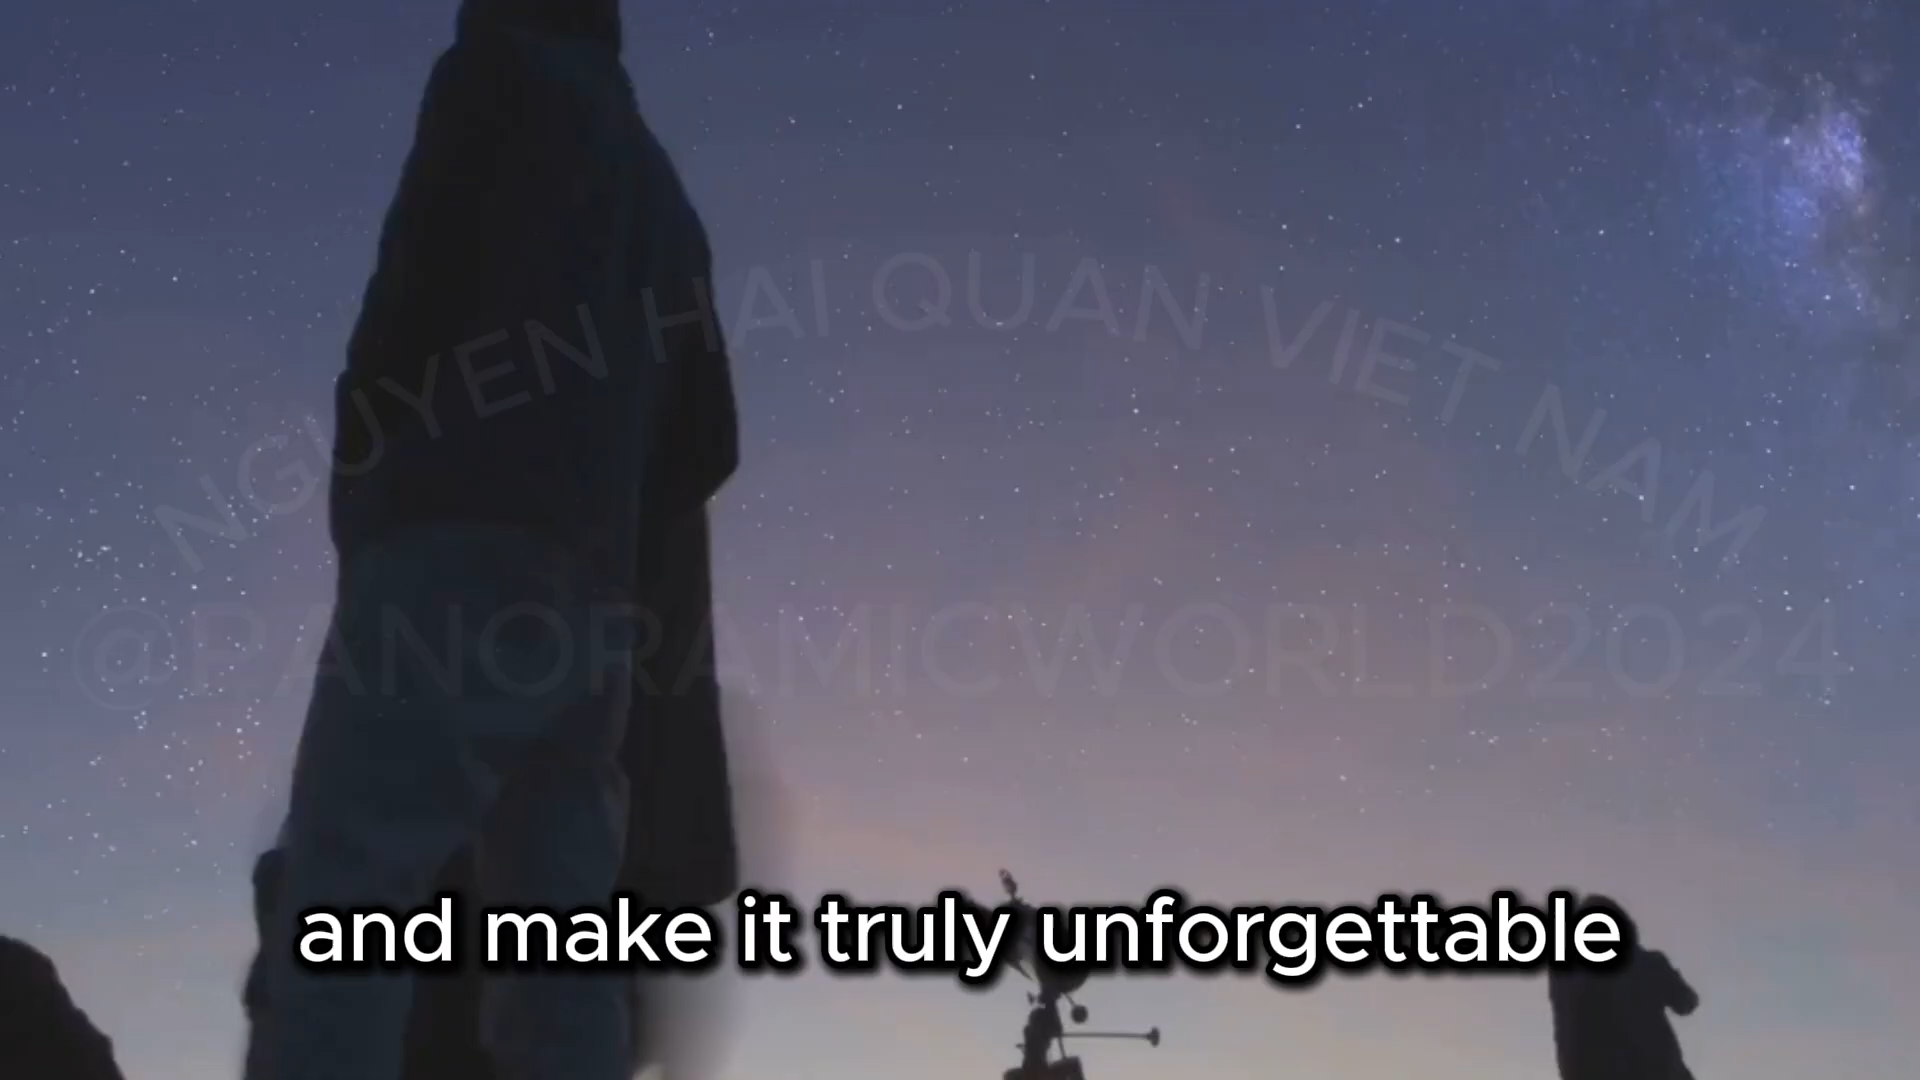 NGUYEN HAI QUAN VIET NAM
@PANORAMICWORLD2024
and make it truly unforgettable